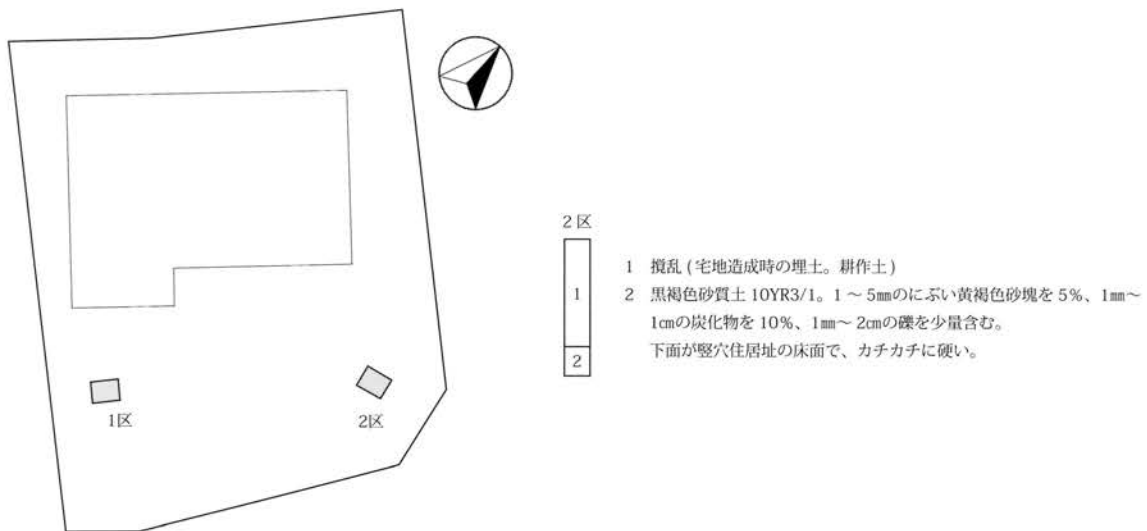 2区
1
2
1 撹乱 (宅地造成時の埋土。耕作土)
2 黒褐色砂質土 10YR3/1。1 ~ 5㎜のにぶい黄褐色砂塊を 5%、1㎜~
1㎝の炭化物を 10%、1㎜~ 2㎝の礫を少量含む。
下面が竪穴住居址の床面で、カチカチに硬い。
1区
2区